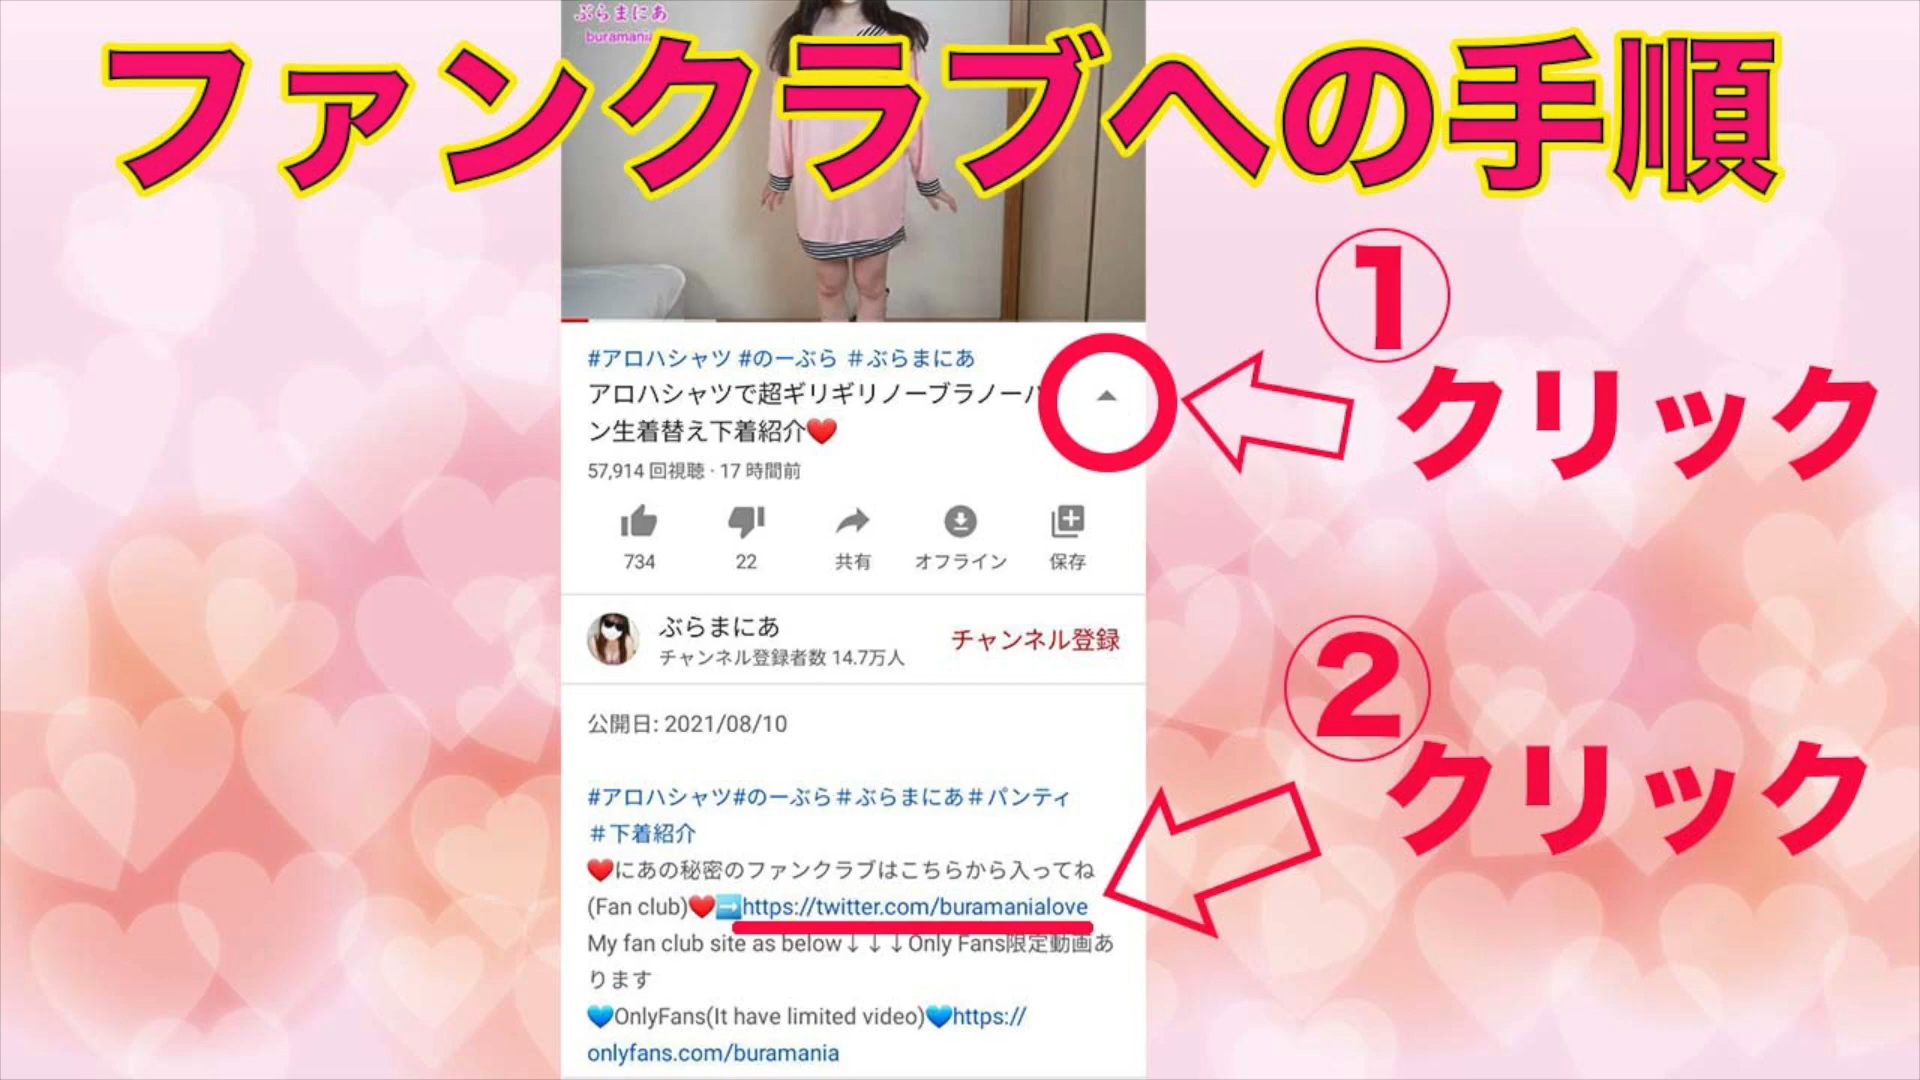 ファンクラブへの手順
ぶらまにあ
buramania
①
クリック
#アロハシャツ #のーぶら #ぶらまにあ
アロハシャツで超ギリギリノーブラノーパ
ン生着替え下着紹介❤️
57,914 回視聴・17 時間前
734
22
共有
オフライン
保存
ぶらまにあ
チャンネル登録者数 14.7万人
チャンネル登録
②
クリック
公開日: 2021/08/10
#アロハシャツ#のーぶら#ぶらまにあ#パンティ
#下着紹介
❤️にあの秘密のファンクラブはこちらから入ってね
(Fan club)❤️➡️https://twitter.com/buramanialove
My fan club site as below↓↓↓Only Fans限定動画あ
ります
💙OnlyFans(It have limited video)💙https://
onlyfans.com/buramania